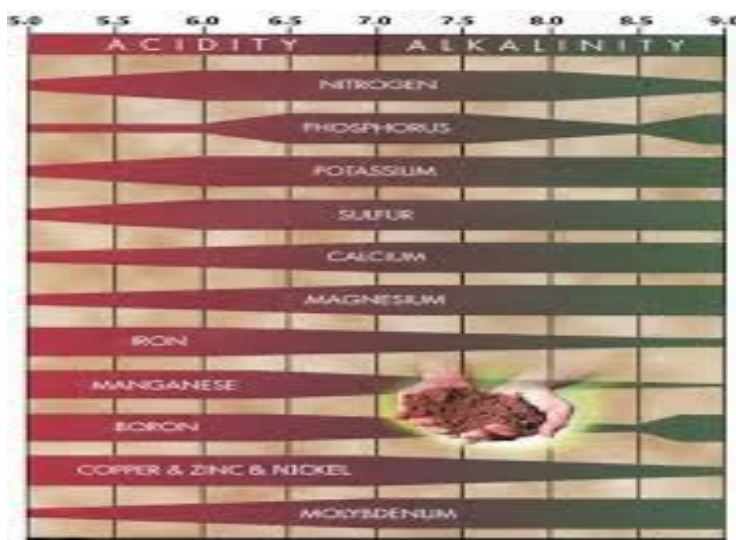 5.0 5.5 6.0 6.5 7.0 7.5 8.0 8.5 9.0
ACIDITY ALKALINITY
NITROGEN
PHOSPHORUS
POTASSIUM
SULFUR
CALCIUM
MAGNESIUM
IRON
MANGANESE
BORON
COPPER & ZINC & NICKEL
MOLYBDENUM